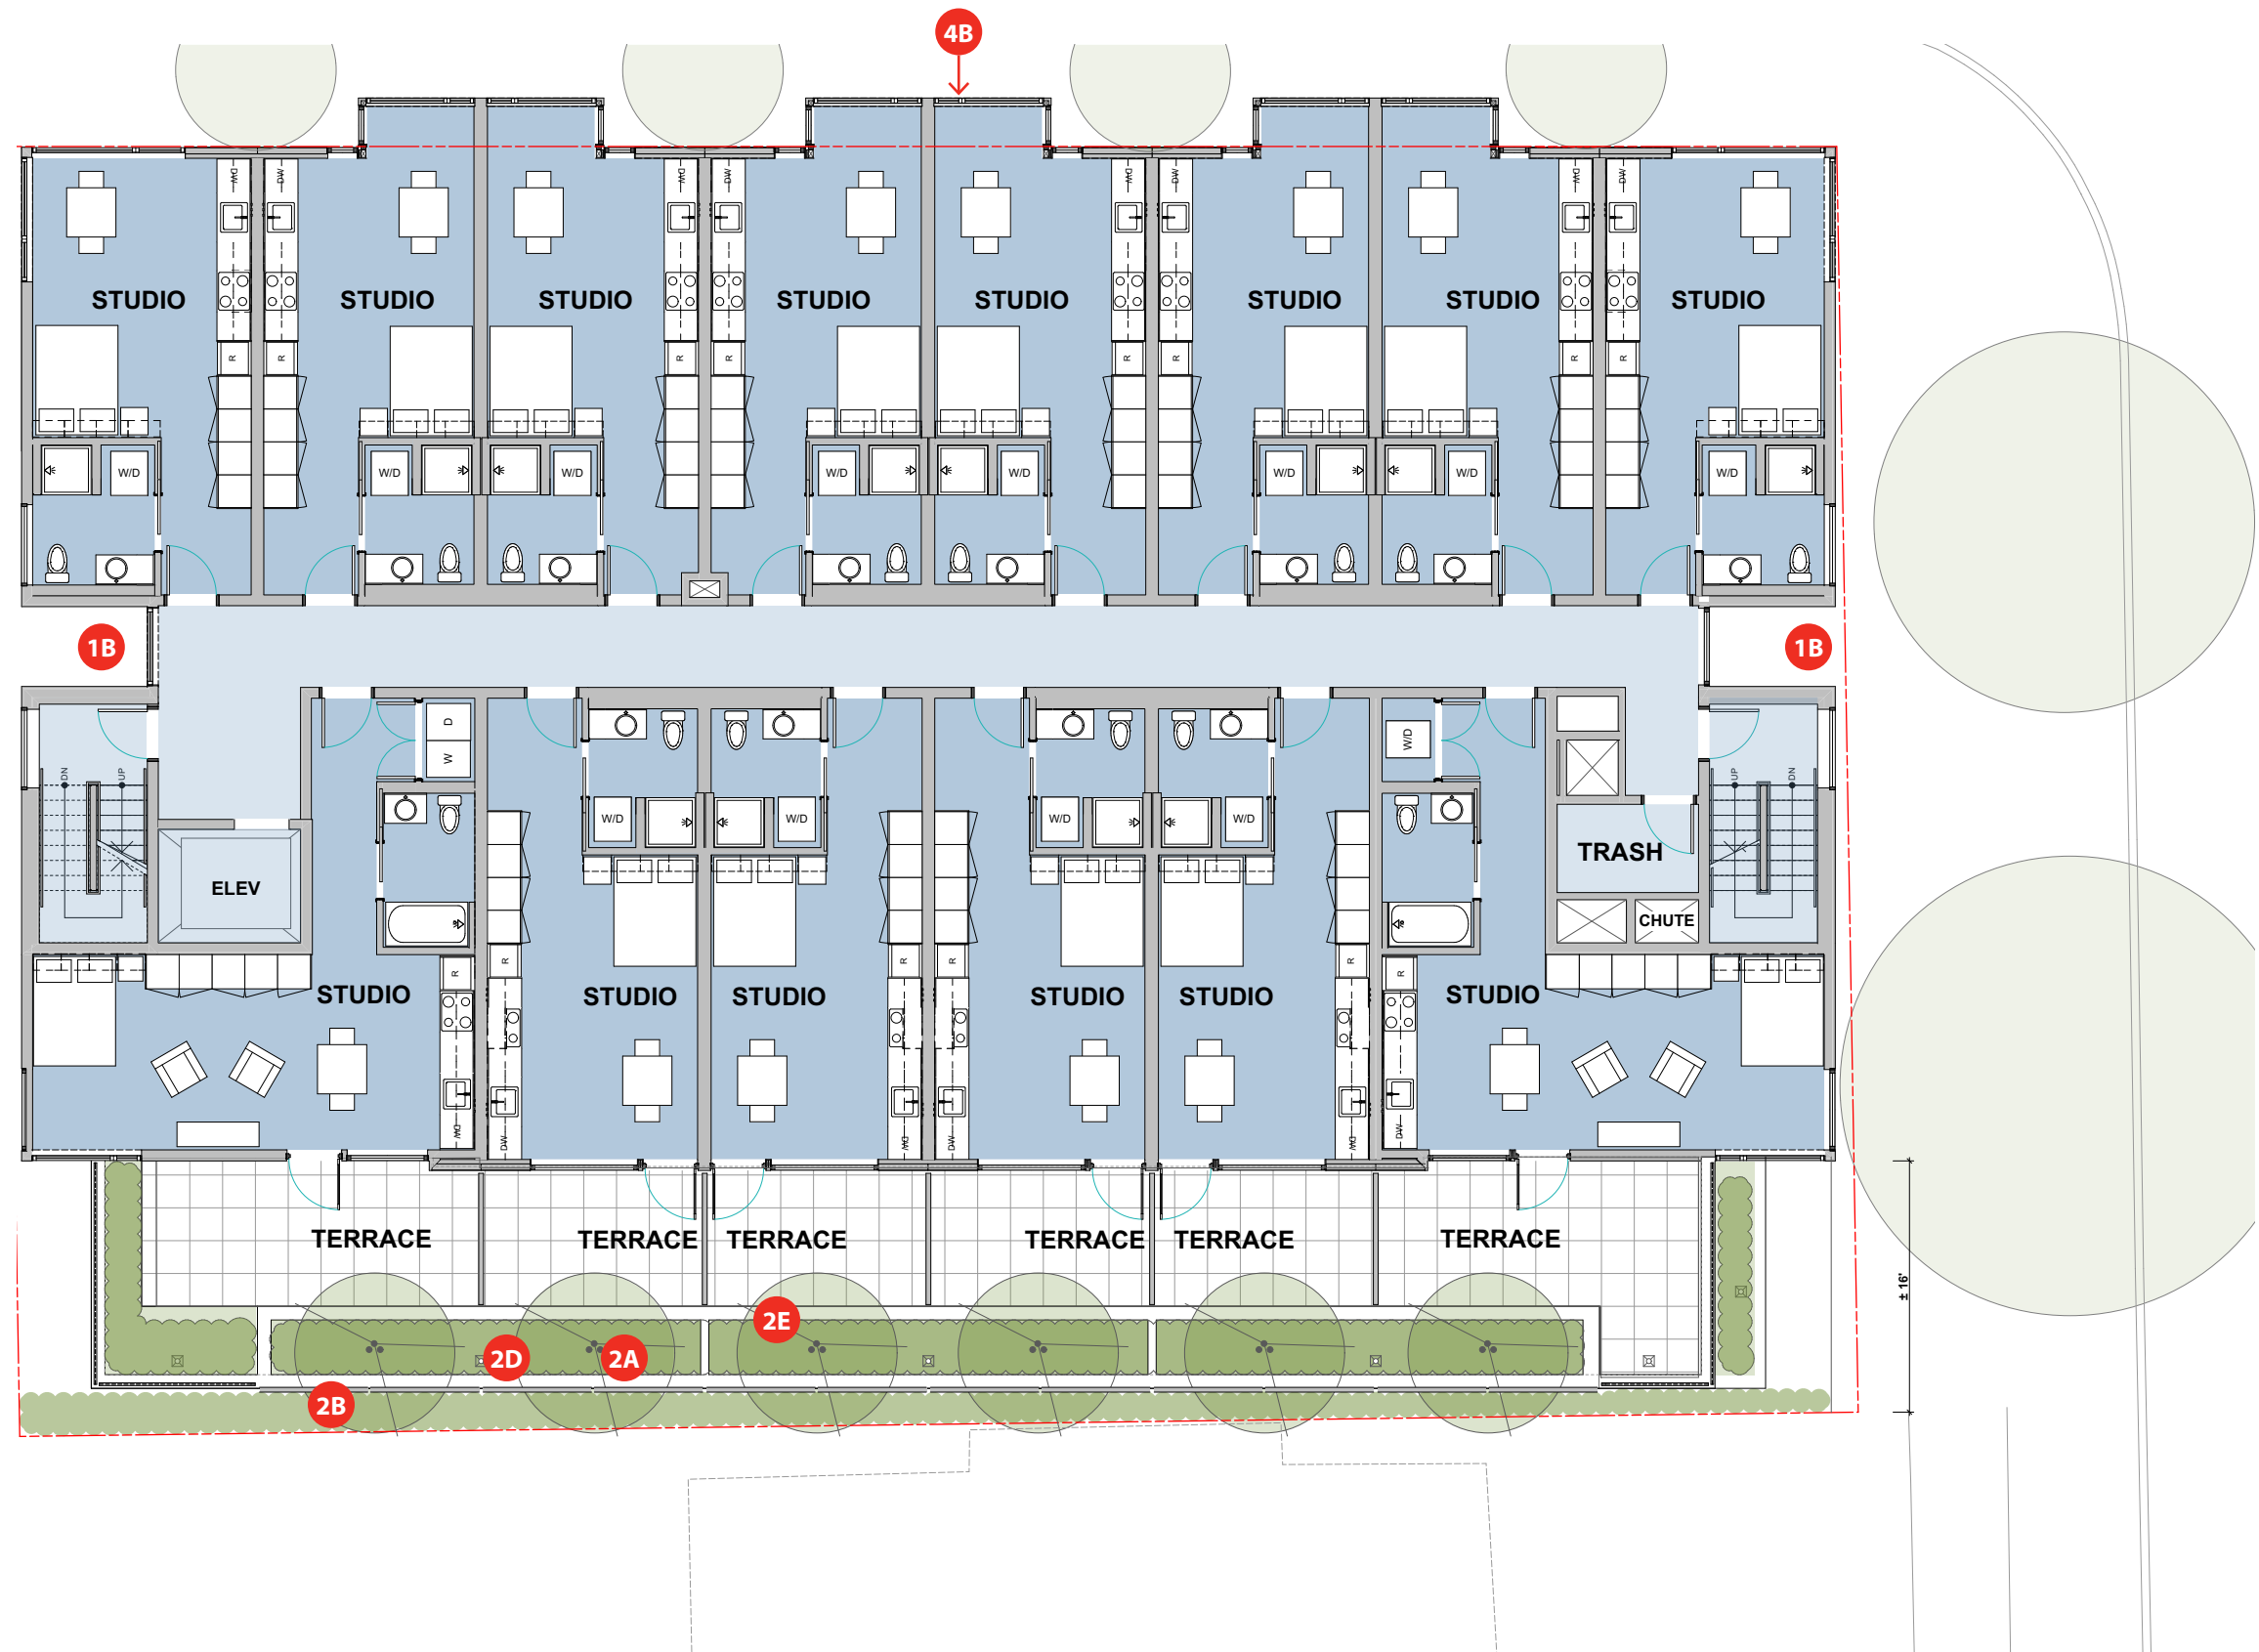 4B
DW DW DW DW DW DW DW DW
STUDIO STUDIO STUDIO STUDIO STUDIO STUDIO STUDIO STUDIO
R R R R R R R R
W/D W/D W/D W/D W/D W/D W/D W/D
1B 1B
D
W
W/D
DN UP UP DN
W/D W/D W/D W/D
TRASH
ELEV
CHUTE
R R R R R R
STUDIO STUDIO STUDIO STUDIO STUDIO STUDIO
DW DW DW DW DW DW
TERRACE TERRACE TERRACE TERRACE TERRACE TERRACE
± 16'
2E
2D 2A
2B